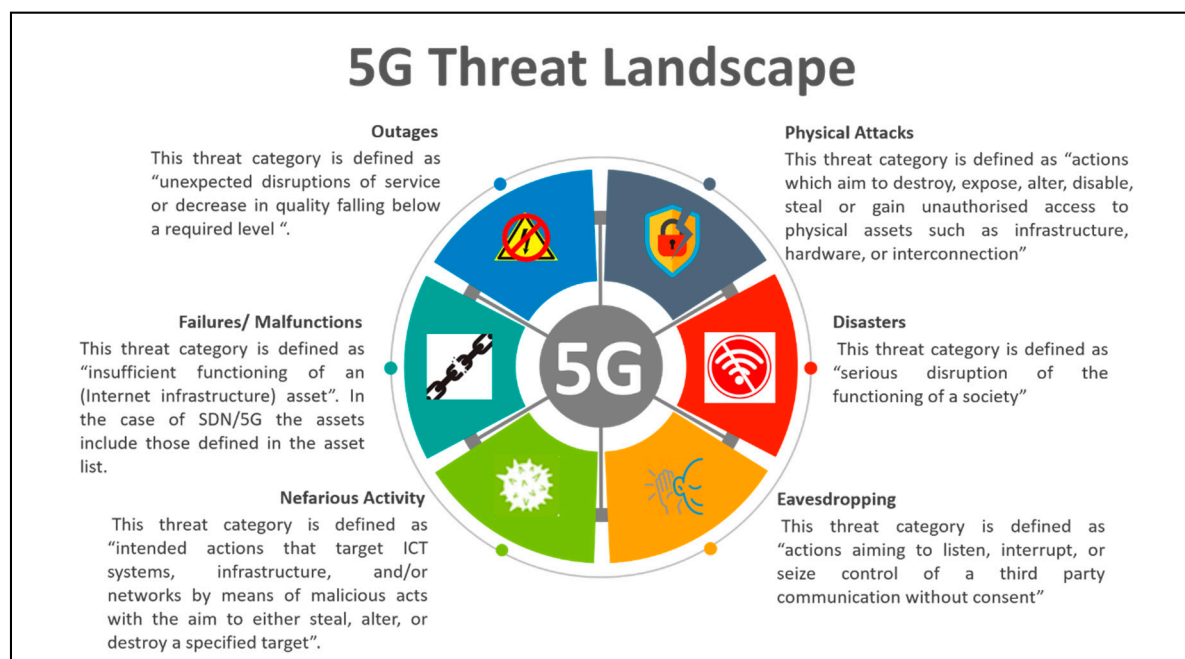 5G Threat Landscape
Outages
This threat category is defined as
“unexpected disruptions of service
or decrease in quality falling below
a required level “.
Physical Attacks
This threat category is defined as “actions
which aim to destroy, expose, alter, disable,
steal or gain unauthorised access to
physical assets such as infrastructure,
hardware, or interconnection”
Failures/ Malfunctions
This threat category is defined as
“insufficient functioning of an
(Internet infrastructure) asset”. In
the case of SDN/5G the assets
include those defined in the asset
list.
5G
Disasters
This threat category is defined as
“serious disruption of the
functioning of a society”
Nefarious Activity
This threat category is defined as
“intended actions that target ICT
systems, infrastructure, and/or
networks by means of malicious acts
with the aim to either steal, alter, or
destroy a specified target”.
Eavesdropping
This threat category is defined as
“actions aiming to listen, interrupt, or
seize control of a third party
communication without consent”